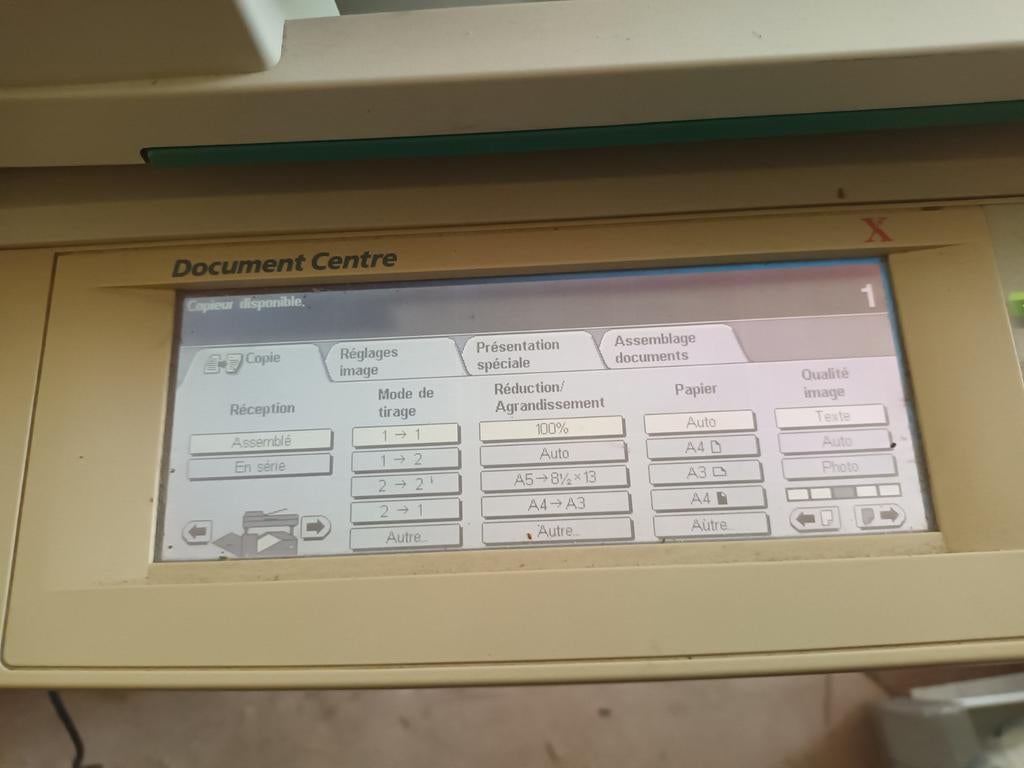 Document Centre
X
Copieur disponible.
1
Copie
Réglages
image
Présentation
spéciale
Assemblage
documents
Réception
Assemblé
En série
Mode de
tirage
1 → 1
1 → 2
2 → 2
2 → 1
Autre...
Réduction/
Agrandissement
100%
Auto
A5→8½×13
A4→A3
Autre...
Papier
Auto
A4
A3
A4
Autre...
Qualité
image
Texte
Auto
Photo